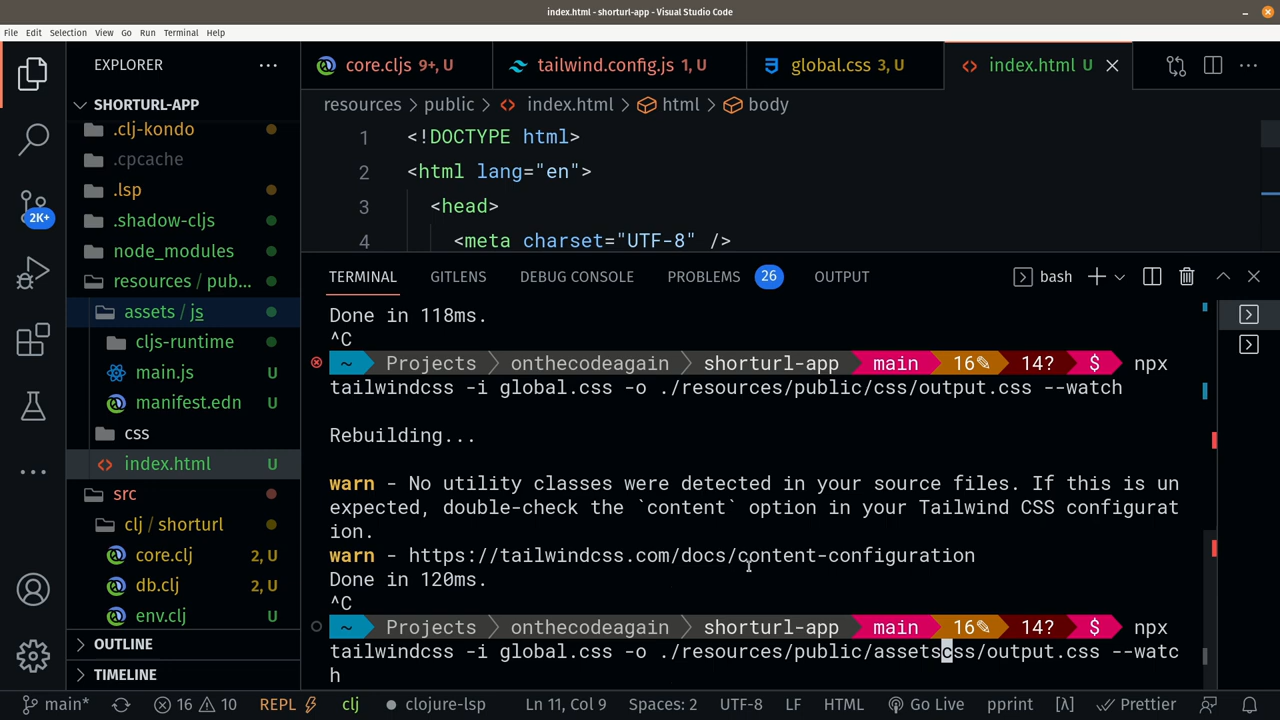 index.html - shorturl-app - Visual Studio Code
File Edit Selection View Go Run Terminal Help
EXPLORER
SHORTURL-APP
.clj-kondo
.cpcache
.lsp
.shadow-cljs
node_modules
resources / pub...
assets / js
cljs-runtime
main.js U
manifest.edn U
css
index.html U
src
clj / shorturl
core.clj 2, U
db.clj 2, U
env.clj U
OUTLINE
TIMELINE
2K+
core.cljs 9+, U tailwind.config.js 1, U global.css 3, U index.html U
resources > public > index.html > html > body
1 <!DOCTYPE html>
2 <html lang="en">
3 <head>
4 <meta charset="UTF-8" />
TERMINAL GITLENS DEBUG CONSOLE PROBLEMS 26 OUTPUT bash
Done in 118ms.
^C
~ Projects onthecodeagain shorturl-app main 16✎ 14? $ npx
tailwindcss -i global.css -o ./resources/public/css/output.css --watch
Rebuilding...
warn - No utility classes were detected in your source files. If this is un
expected, double-check the `content` option in your Tailwind CSS configurat
ion.
warn - https://tailwindcss.com/docs/content-configuration
Done in 120ms.
^C
~ Projects onthecodeagain shorturl-app main 16✎ 14? $ npx
tailwindcss -i global.css -o ./resources/public/assetscss/output.css --watc
h
main* 16 10 REPL clj clojure-lsp Ln 11, Col 9 Spaces: 2 UTF-8 LF HTML Go Live pprint [λ] Prettier